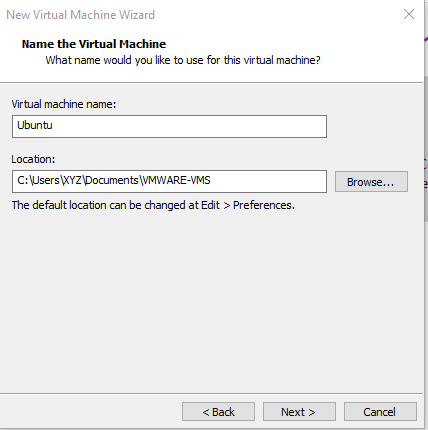 New Virtual Machine Wizard
Name the Virtual Machine
What name would you like to use for this virtual machine?
Virtual machine name:
Ubuntu
Location:
C:\Users\XYZ\Documents\VMWARE-VMS
Browse...
The default location can be changed at Edit > Preferences.
< Back
Next >
Cancel